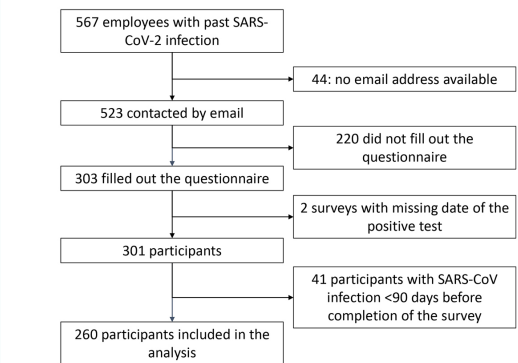 567 employees with past SARS-
CoV-2 infection
44: no email address available
523 contacted by email
220 did not fill out the
questionnaire
303 filled out the questionnaire
2 surveys with missing date of the
positive test
301 participants
41 participants with SARS-CoV
infection <90 days before
completion of the survey
260 participants included in the
analysis